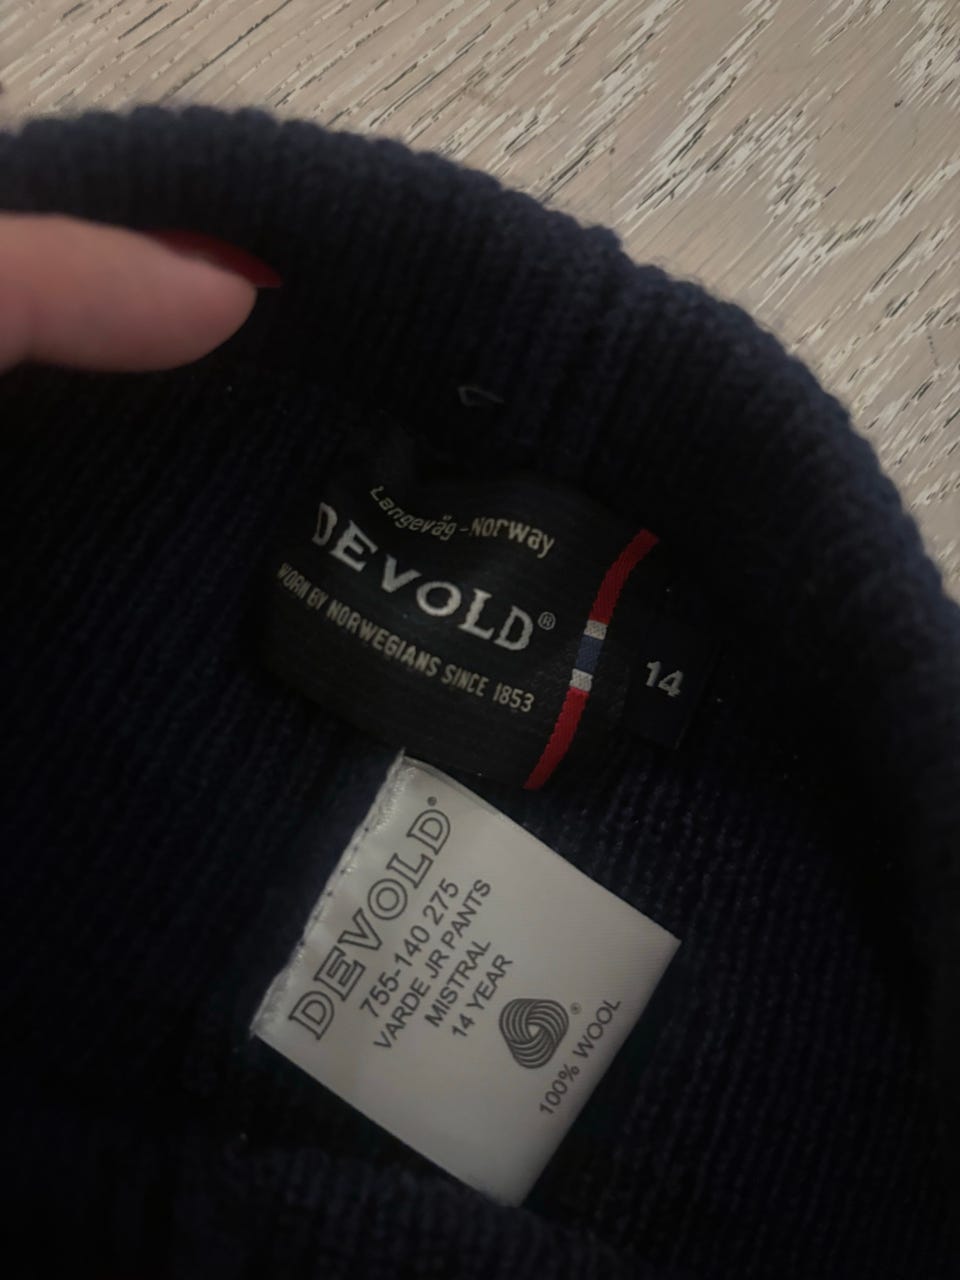 Langevåg - Norway
DEVOLD®
WORN BY NORWEGIANS SINCE 1853
14
DEVOLD®
755-140 275
VARDE JR PANTS
MISTRAL
14 YEAR
®
100% WOOL